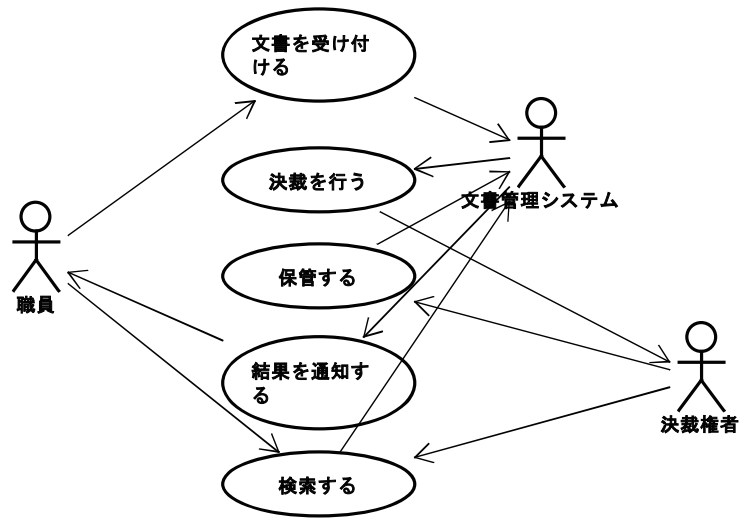 文書を受け付
ける
決裁を行う
文書管理システム
保管する
職員
結果を通知す
る
決裁権者
検索する